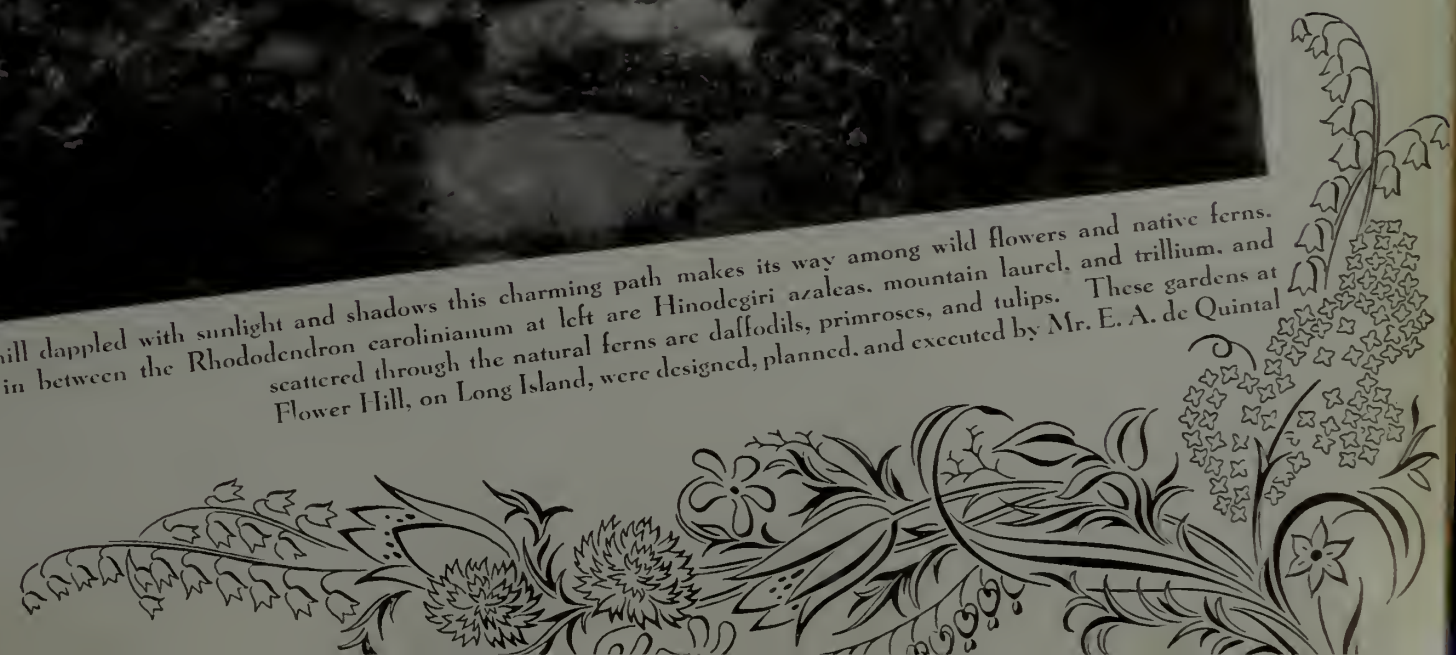 hill dappled with sunlight and shadows this charming path makes its way among wild flowers and native ferns.
in between the Rhododendron carolinianum at left are Hinodegiri azaleas, mountain laurel, and trillium, and
scattered through the natural ferns are daffodils, primroses, and tulips. These gardens at
Flower Hill, on Long Island, were designed, planned, and executed by Mr. E. A. de Quintal